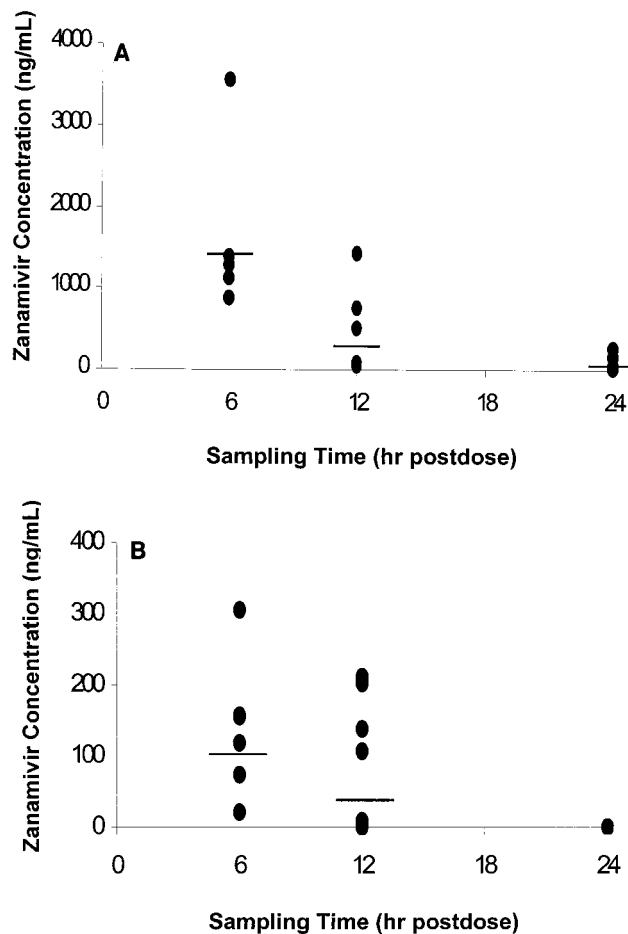 A
Zanamivir Concentration (ng/mL)
4000
3000
2000
1000
0
0 6 12 18 24
Sampling Time (hr postdose)
B
Zanamivir Concentration (ng/mL)
400
300
200
100
0
0 6 12 18 24
Sampling Time (hr postdose)